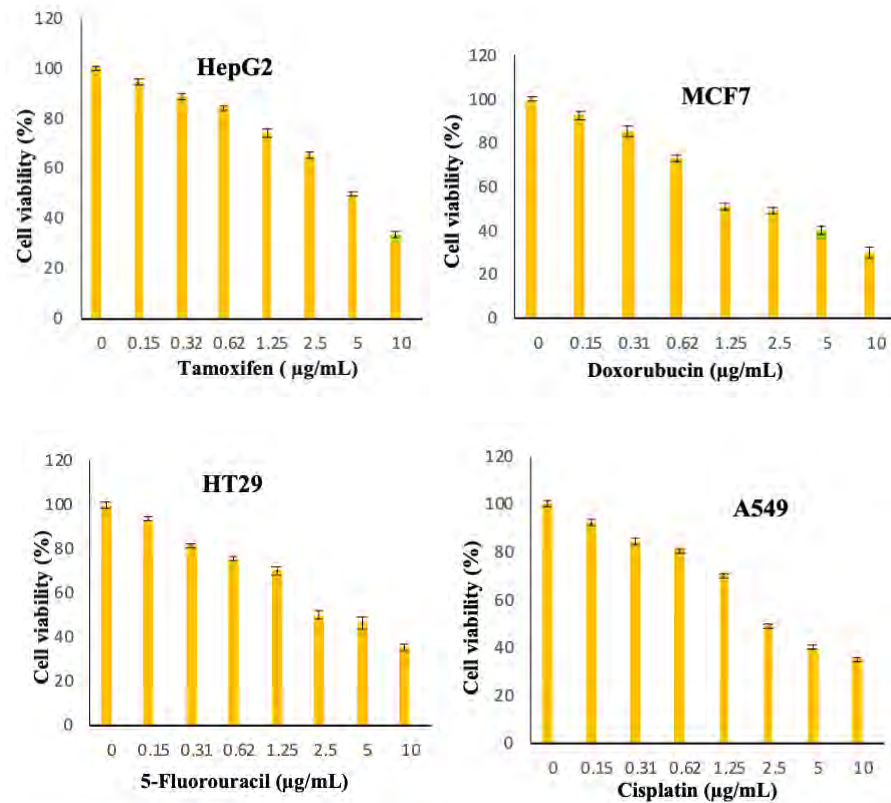 HepG2
Cell viability (%)
120
100
80
60
40
20
0
0 0.15 0.32 0.62 1.25 2.5 5 10
Tamoxifen ( µg/mL)
MCF7
Cell viability (%)
120
100
80
60
40
20
0
0 0.15 0.31 0.62 1.25 2.5 5 10
Doxorubucin (µg/mL)
HT29
Cell viability (%)
120
100
80
60
40
20
0
0 0.15 0.31 0.62 1.25 2.5 5 10
5-Fluorouracil (µg/mL)
A549
Cell viability (%)
120
100
80
60
40
20
0
0 0.15 0.31 0.62 1.25 2.5 5 10
Cisplatin (µg/mL)